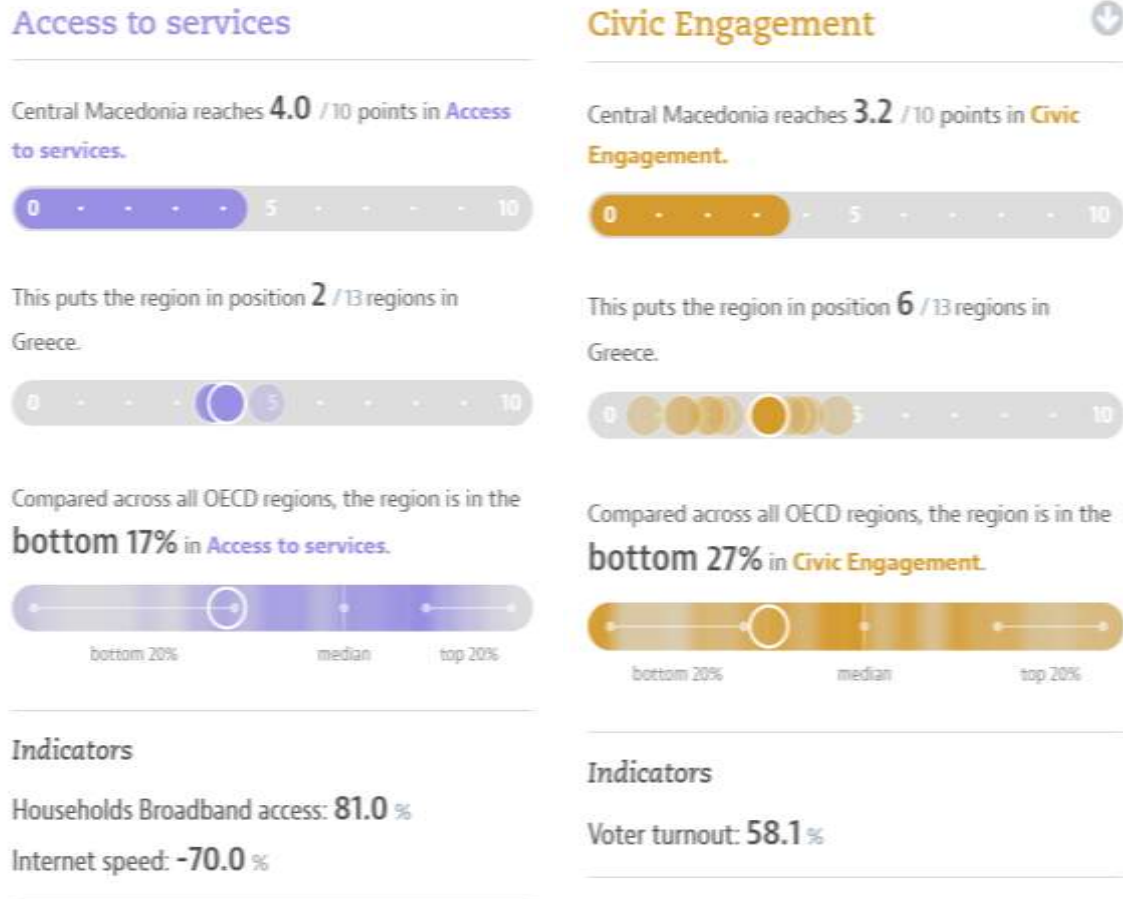 Access to services
Central Macedonia reaches 4.0 /10 points in Access
to services.
0 5 10
This puts the region in position 2 /13 regions in
Greece.
0 5 10
Compared across all OECD regions, the region is in the
bottom 17% in Access to services.
bottom 20% median top 20%
Indicators
Households Broadband access: 81.0 %
Internet speed: -70.0 %
Civic Engagement
Central Macedonia reaches 3.2 /10 points in Civic
Engagement.
0 5 10
This puts the region in position 6 /13 regions in
Greece.
0 5 10
Compared across all OECD regions, the region is in the
bottom 27% in Civic Engagement.
bottom 20% median top 20%
Indicators
Voter turnout: 58.1 %